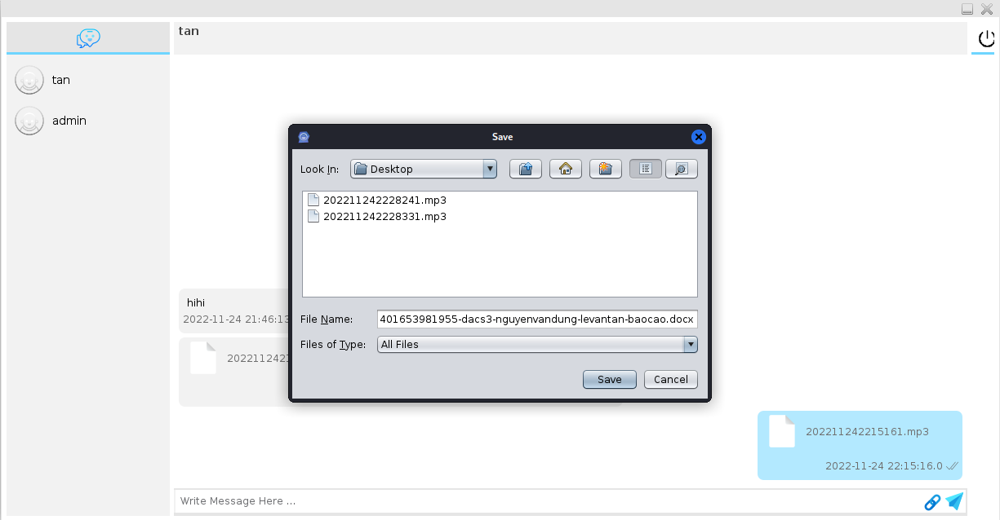 tan
tan
admin
Save
Look In:
Desktop
202211242228241.mp3
202211242228331.mp3
File Name:
401653981955-dacs3-nguyenvandung-levantan-baocao.docx
Files of Type:
All Files
Save
Cancel
hihi
2022-11-24 21:46:13
2022112421
202211242215161.mp3
2022-11-24 22:15:16.0
Write Message Here ...